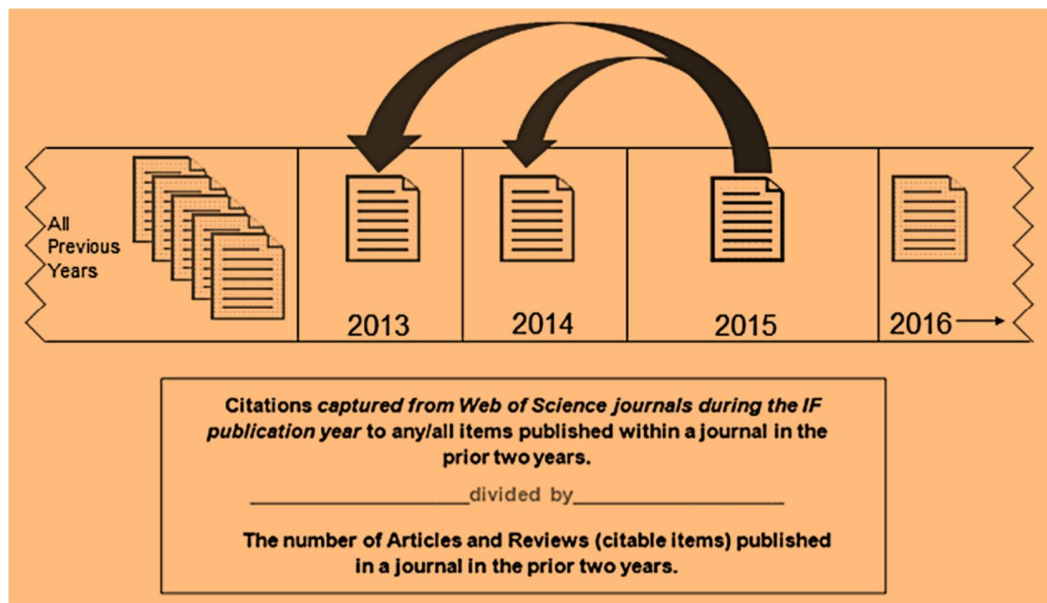 All
Previous
Years
2013
2014
2015
2016
Citations captured from Web of Science journals during the IF
publication year to any/all items published within a journal in the
prior two years.
____________________divided by____________________
The number of Articles and Reviews (citable items) published
in a journal in the prior two years.